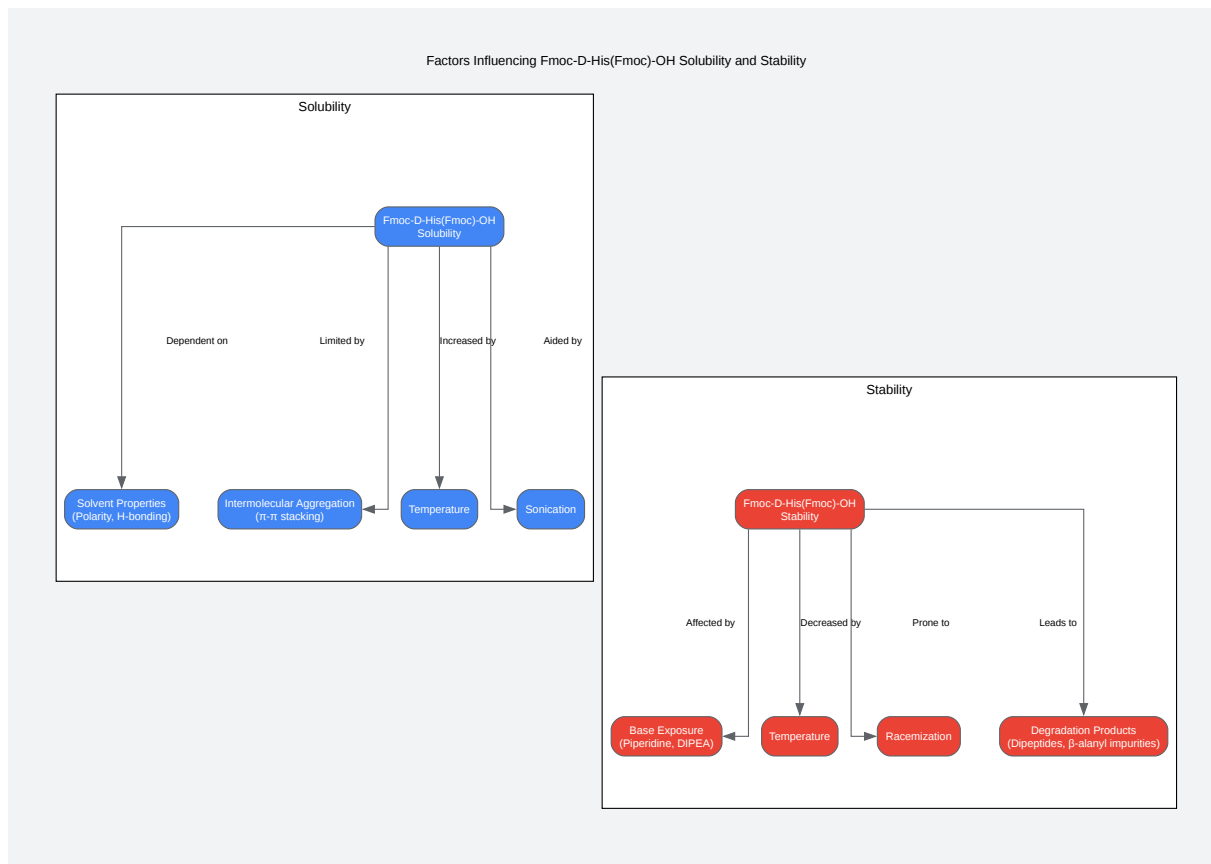 Factors Influencing Fmoc-D-His(Fmoc)-OH Solubility and Stability
Solubility
Fmoc-D-His(Fmoc)-OH
Solubility
Dependent on
Limited by
Increased by
Aided by
Solvent Properties
(Polarity, H-bonding)
Intermolecular Aggregation
(π-π stacking)
Temperature
Sonication
Stability
Fmoc-D-His(Fmoc)-OH
Stability
Affected by
Decreased by
Prone to
Leads to
Base Exposure
(Piperidine, DIPEA)
Temperature
Racemization
Degradation Products
(Dipeptides, β-alanyl impurities)